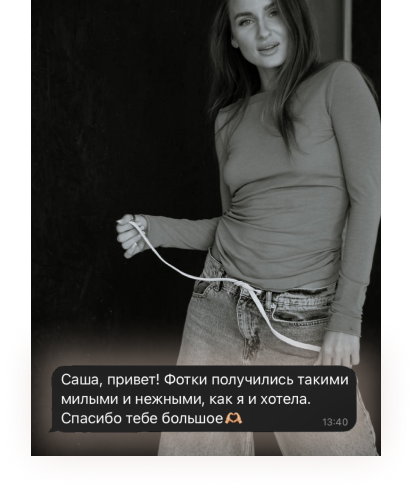 Саша, привет! Фотки получились такими
милыми и нежными, как я и хотела.
Спасибо тебе большое🫶🏽
13:40